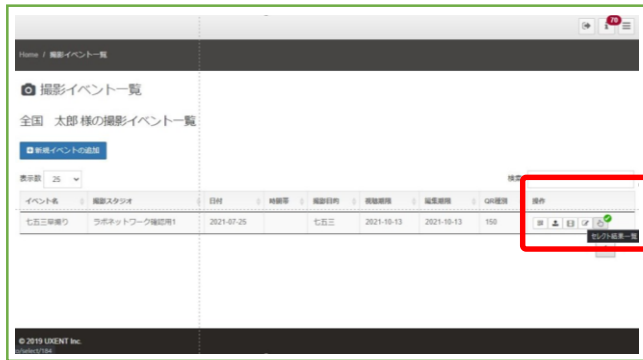 70
Home / 撮影イベント一覧
撮影イベント一覧
全国 太郎 様の撮影イベント一覧
新規イベントの追加
表示数 25
検索
イベント名 撮影スタジオ 日付 時間帯 撮影目的 視聴期限 編集期限 QR種別 操作
七五三早撮り ラボネットワーク確認用1 2021-07-25 七五三 2021-10-13 2021-10-13 150
セレクト結果一覧
© 2019 UXENT Inc.
/select/184